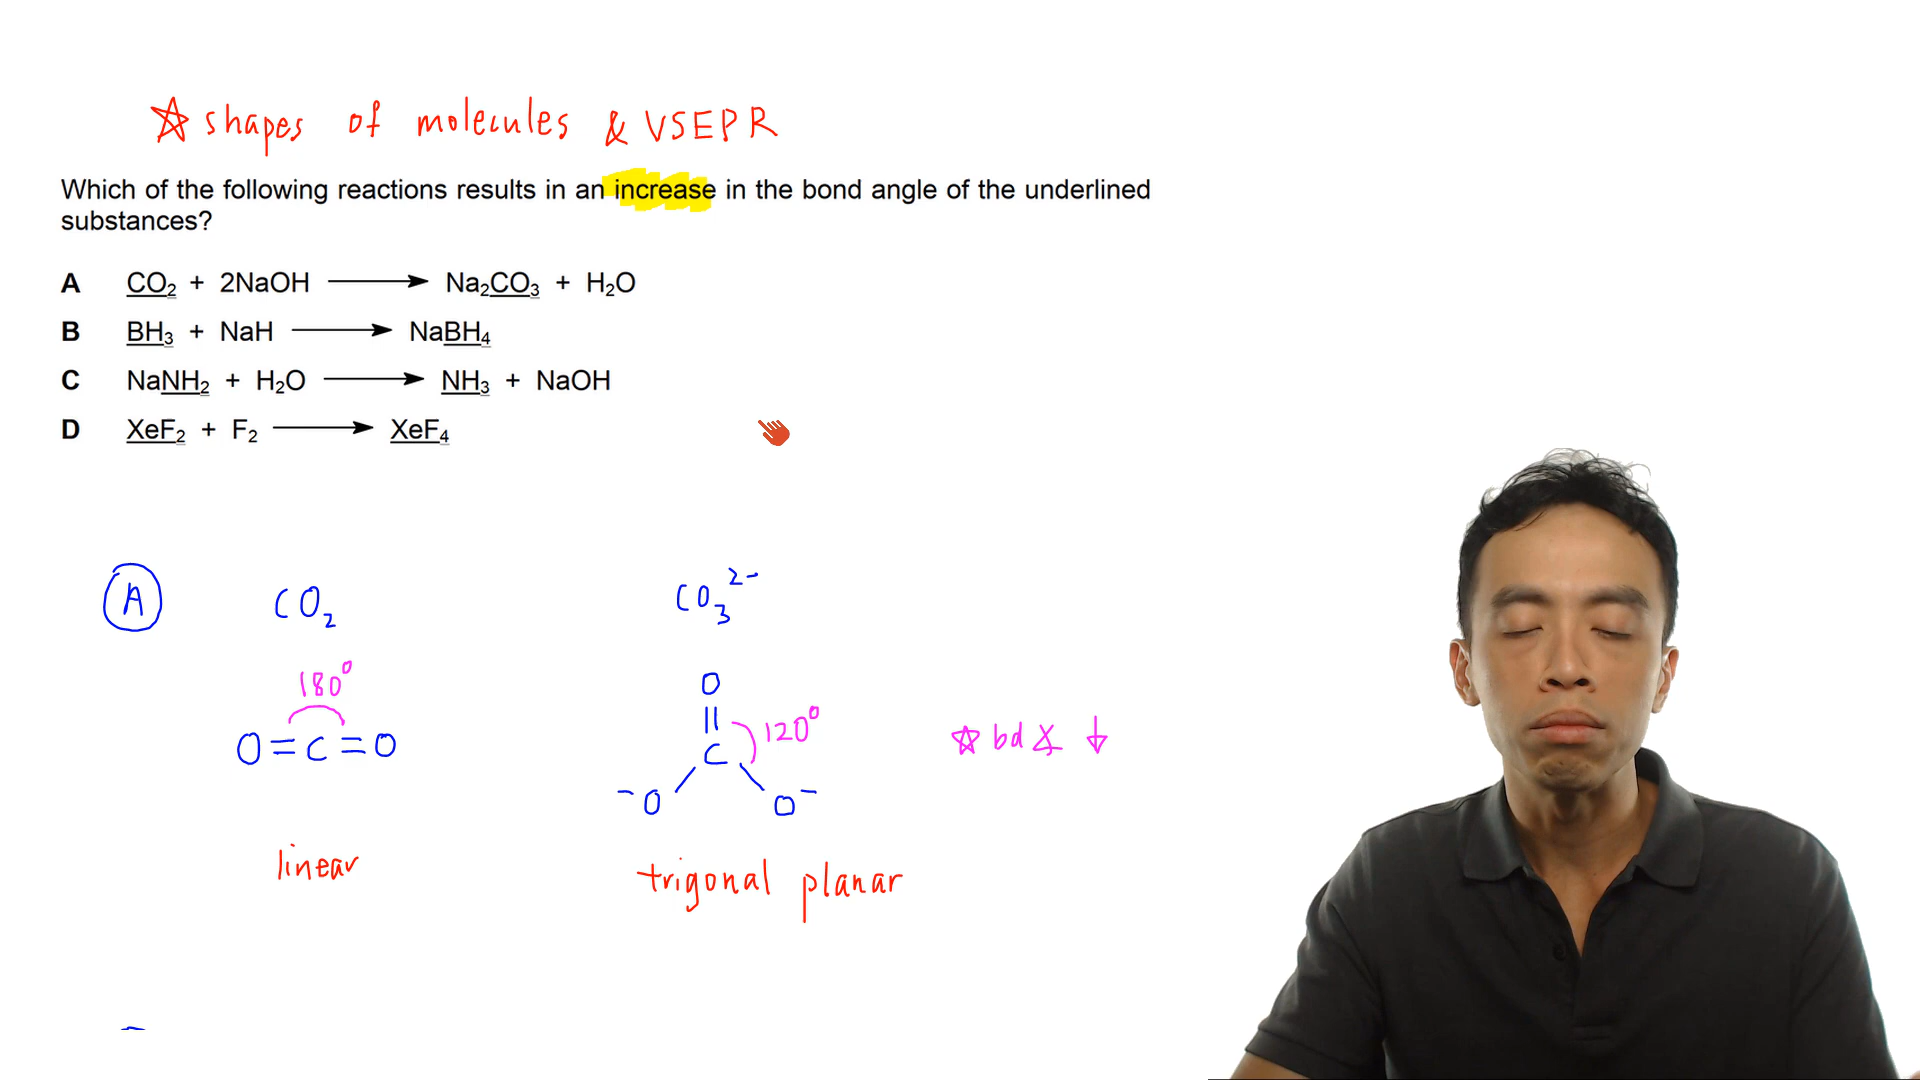 ☆ shapes of molecules & VSEPR
Which of the following reactions results in an increase in the bond angle of the underlined
substances?
A CO₂ + 2NaOH ⟶ Na₂CO₃ + H₂O
B BH₃ + NaH ⟶ NaBH₄
C NaNH₂ + H₂O ⟶ NH₃ + NaOH
D XeF₂ + F₂ ⟶ XeF₄
A CO₂ CO₃²⁻
180°
O=C=O
O
||
C 120°
⁻O O⁻
☆ bd ∡ ↓
linear trigonal planar